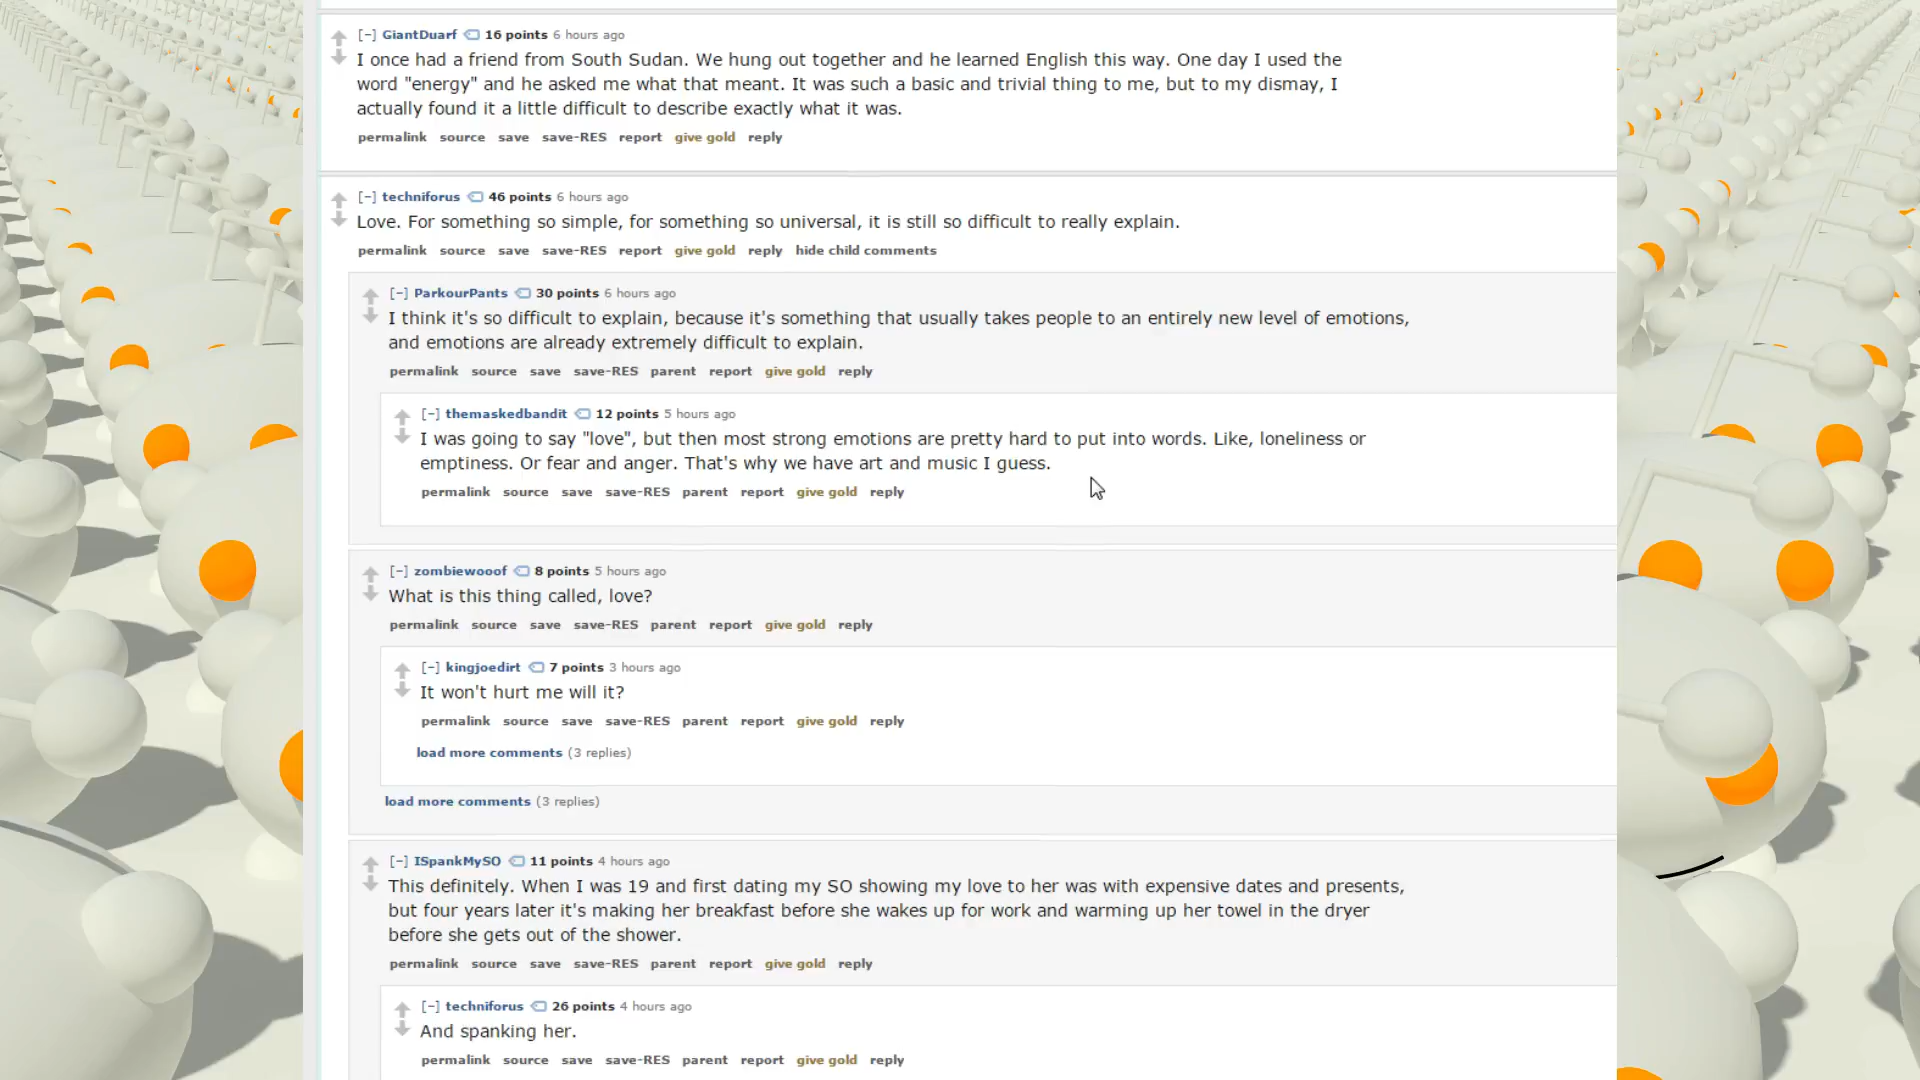 [-] GiantDuarf 16 points 6 hours ago
I once had a friend from South Sudan. We hung out together and he learned English this way. One day I used the
word "energy" and he asked me what that meant. It was such a basic and trivial thing to me, but to my dismay, I
actually found it a little difficult to describe exactly what it was.
permalink source save save-RES report give gold reply
[-] techniforus 46 points 6 hours ago
Love. For something so simple, for something so universal, it is still so difficult to really explain.
permalink source save save-RES report give gold reply hide child comments
[-] ParkourPants 30 points 6 hours ago
I think it's so difficult to explain, because it's something that usually takes people to an entirely new level of emotions,
and emotions are already extremely difficult to explain.
permalink source save save-RES parent report give gold reply
[-] themaskedbandit 12 points 5 hours ago
I was going to say "love", but then most strong emotions are pretty hard to put into words. Like, loneliness or
emptiness. Or fear and anger. That's why we have art and music I guess.
permalink source save save-RES parent report give gold reply
[-] zombiewooof 8 points 5 hours ago
What is this thing called, love?
permalink source save save-RES parent report give gold reply
[-] kingjoedirt 7 points 3 hours ago
It won't hurt me will it?
permalink source save save-RES parent report give gold reply
load more comments (3 replies)
load more comments (3 replies)
[-] ISpankMySO 11 points 4 hours ago
This definitely. When I was 19 and first dating my SO showing my love to her was with expensive dates and presents,
but four years later it's making her breakfast before she wakes up for work and warming up her towel in the dryer
before she gets out of the shower.
permalink source save save-RES parent report give gold reply
[-] techniforus 26 points 4 hours ago
And spanking her.
permalink source save save-RES parent report give gold reply